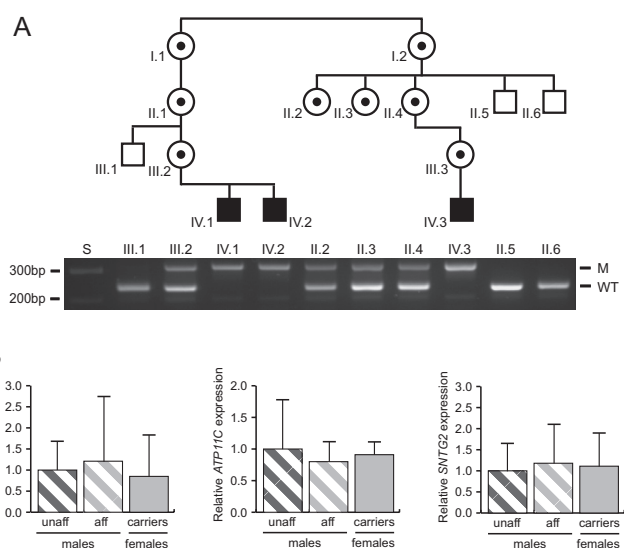 A
I.1 I.2
II.1 II.2 II.3 II.4 II.5 II.6
III.1 III.2 III.3
IV.1 IV.2 IV.3
S III.1 III.2 IV.1 IV.2 II.2 II.3 II.4 IV.3 II.5 II.6
300bp M
WT
200bp
3.0
2.5
2.0
1.5
1.0
0.5
0.0
unaff aff carriers
males females
Relative ATP11C expression
2.0
1.5
1.0
0.5
0.0
unaff aff carriers
males females
Relative SNTG2 expression
3.0
2.5
2.0
1.5
1.0
0.5
0.0
unaff aff carriers
males females